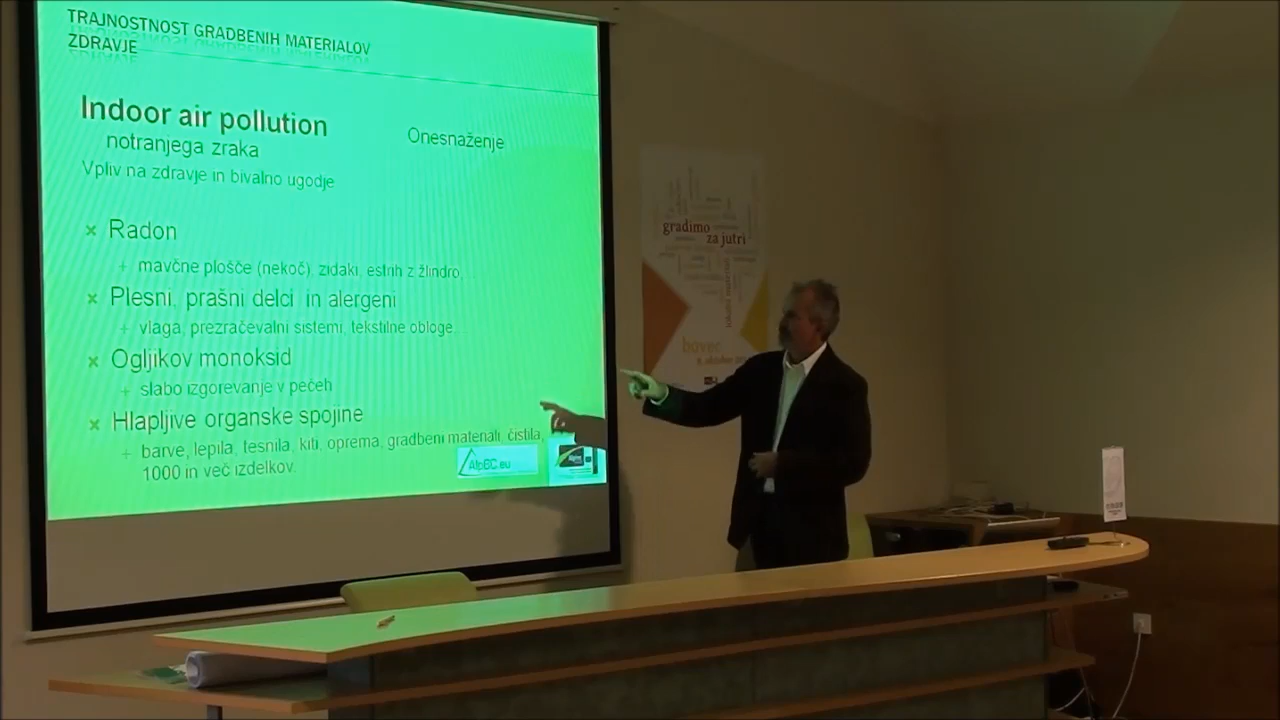 TRAJNOSTNOST GRADBENIH MATERIALOV
ZDRAVJE
Indoor air pollution
Onesnaženje
notranjega zraka
Vpliv na zdravje in bivalno ugodje
Radon
mavčne plošče (nekoč), zidaki, estrih z žlindro,...
Plesni, prašni delci in alergeni
vlaga, prezračevalni sistemi, tekstilne obloge...
Ogljikov monoksid
slabo izgorevanje v pečeh
Hlapljive organske spojine
barve, lepila, tesnila, kiti, oprema, gradbeni materiali, čistila,
1000 in več izdelkov.
AlpBC.eu
gradimo
za jutri
bovec